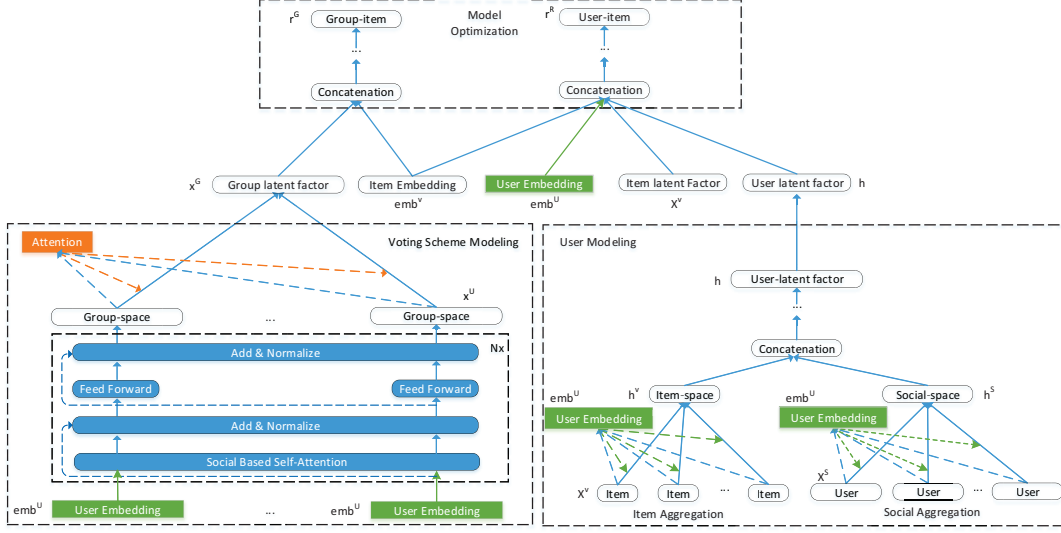 r^G
Group-item
Model
Optimization
r^R
User-item
...
...
Concatenation
Concatenation
x^G
Group latent factor
Item Embedding
User Embedding
Item latent Factor
User latent factor
h
emb^v
emb^U
X^v
Attention
Voting Scheme Modeling
User Modeling
h
User-latent factor
x^U
...
Group-space
...
Group-space
Add & Normalize
Nx
Concatenation
Feed Forward
Feed Forward
emb^U
h^v
Item-space
emb^U
Social-space
h^S
User Embedding
User Embedding
Add & Normalize
Social Based Self-Attention
X^v
Item
Item
...
Item
X^S
User
User
...
User
emb^U
User Embedding
...
emb^U
User Embedding
Item Aggregation
Social Aggregation